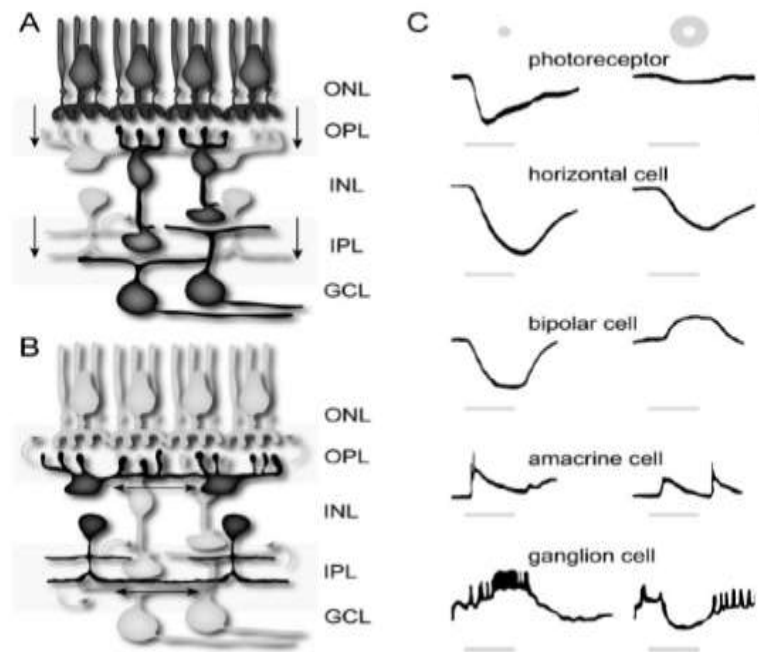 A
ONL
OPL
INL
IPL
GCL
B
ONL
OPL
INL
IPL
GCL
C
photoreceptor
horizontal cell
bipolar cell
amacrine cell
ganglion cell